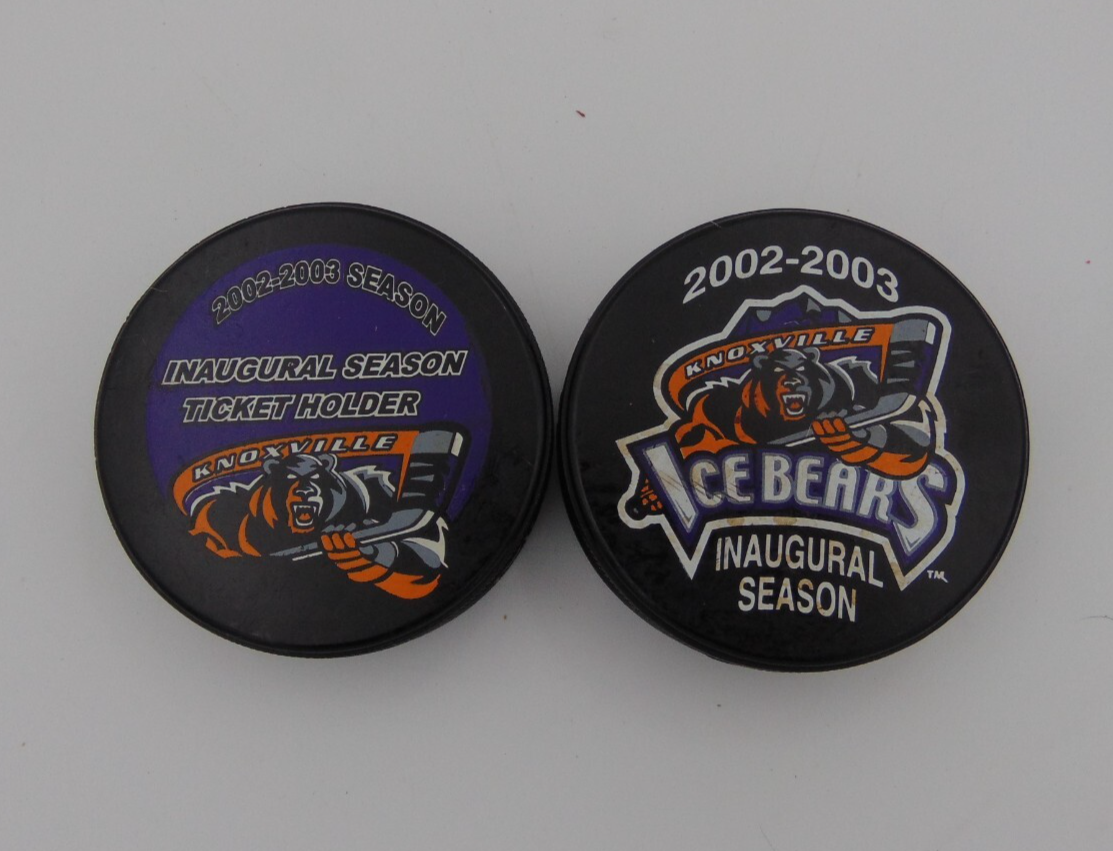 2002-2003 SEASON
INAUGURAL SEASON
TICKET HOLDER
KNOXVILLE
2002-2003
KNOXVILLE
ICE BEARS
INAUGURAL
SEASON
TM